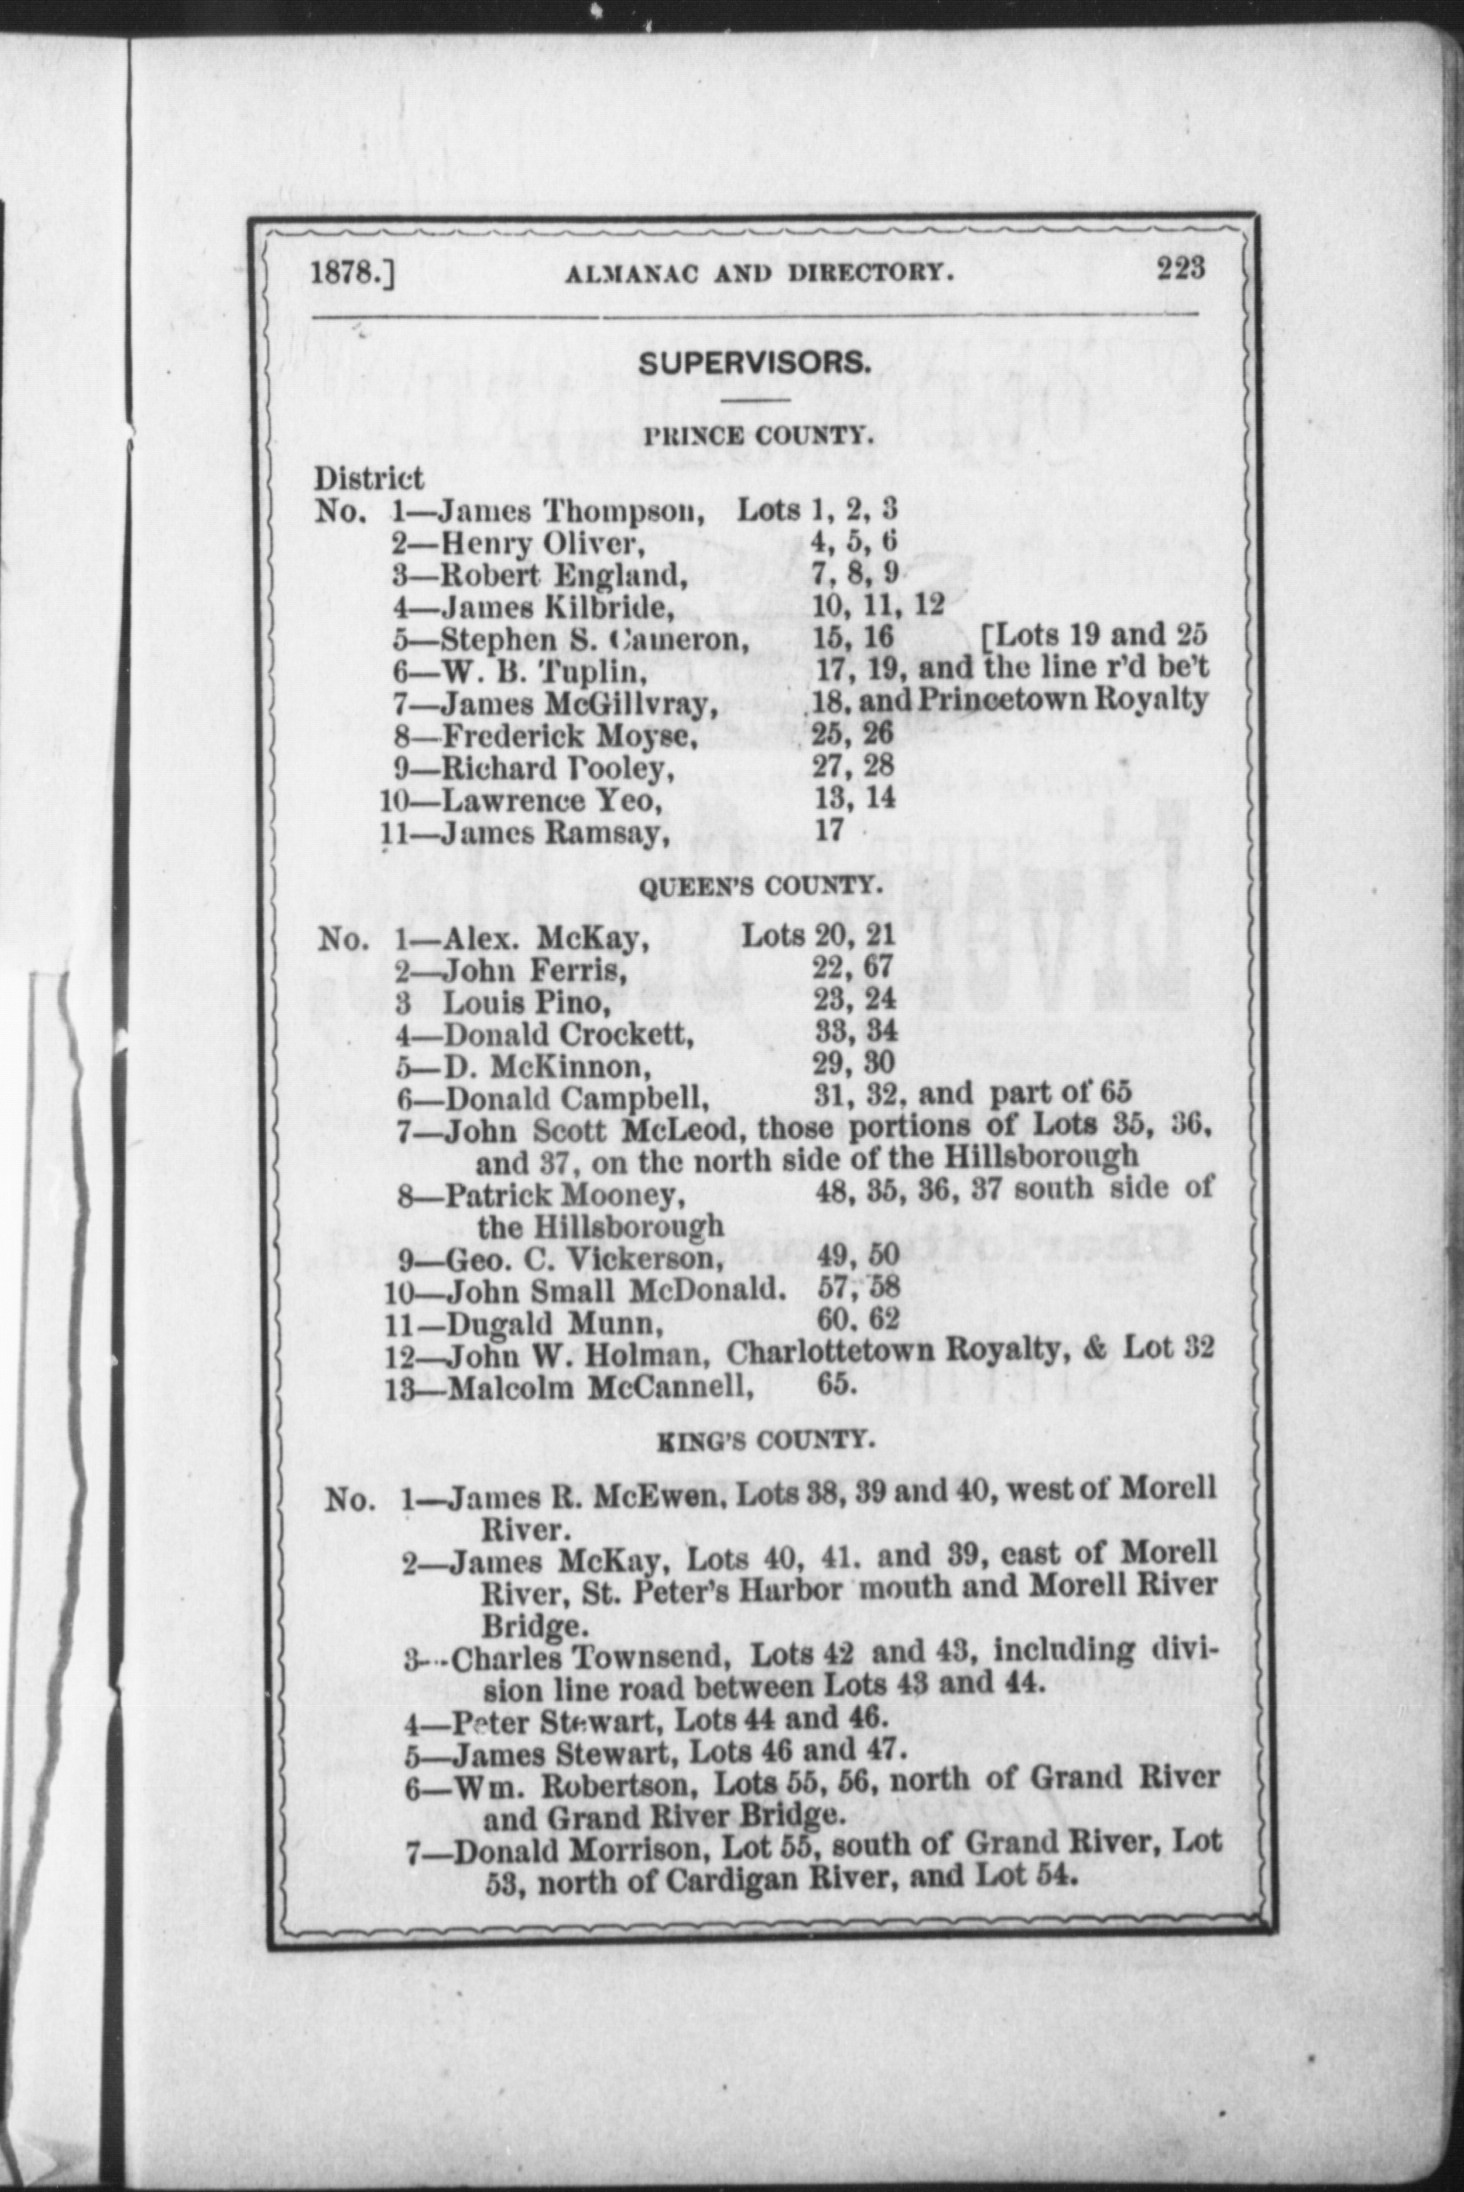 1878.] ALMANAC AND DIRECTORY. 223
SUPERVISORS.
PRINCE COUNTY.
District
No. 1—James Thompson, Lots 1, 2, 3
2—Henry Oliver, 4, 5, 6
3—Robert England, 7, 8, 9
4—James Kilbride, 10, 11, 12
5—Stephen S. Cameron, 15, 16 [Lots 19 and 25
6—W. B. Tuplin, 17, 19, and the line r'd be't
7—James McGillvray, 18, and Princetown Royalty
8—Frederick Moyse, 25, 26
9—Richard Pooley, 27, 28
10—Lawrence Yeo, 13, 14
11—James Ramsay, 17
QUEEN'S COUNTY.
No. 1—Alex. McKay, Lots 20, 21
2—John Ferris, 22, 67
3 Louis Pino, 23, 24
4—Donald Crockett, 33, 34
5—D. McKinnon, 29, 30
6—Donald Campbell, 31, 32, and part of 65
7—John Scott McLeod, those portions of Lots 35, 36,
and 37, on the north side of the Hillsborough
8—Patrick Mooney, 48, 35, 36, 37 south side of
the Hillsborough
9—Geo. C. Vickerson, 49, 50
10—John Small McDonald. 57, 58
11—Dugald Munn, 60. 62
12—John W. Holman, Charlottetown Royalty, & Lot 32
13—Malcolm McCannell, 65.
KING'S COUNTY.
No. 1—James R. McEwen, Lots 38, 39 and 40, west of Morell
River.
2—James McKay, Lots 40, 41. and 39, east of Morell
River, St. Peter's Harbor mouth and Morell River
Bridge.
3—Charles Townsend, Lots 42 and 43, including divi-
sion line road between Lots 43 and 44.
4—Peter Stewart, Lots 44 and 46.
5—James Stewart, Lots 46 and 47.
6—Wm. Robertson, Lots 55, 56, north of Grand River
and Grand River Bridge.
7—Donald Morrison, Lot 55, south of Grand River, Lot
53, north of Cardigan River, and Lot 54.